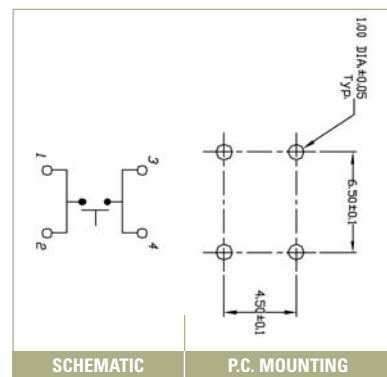 1.00 DIA.±0.05
Typ.
1
3
2
4
6.50±0.1
4.50±0.1
SCHEMATIC
P.C. MOUNTING